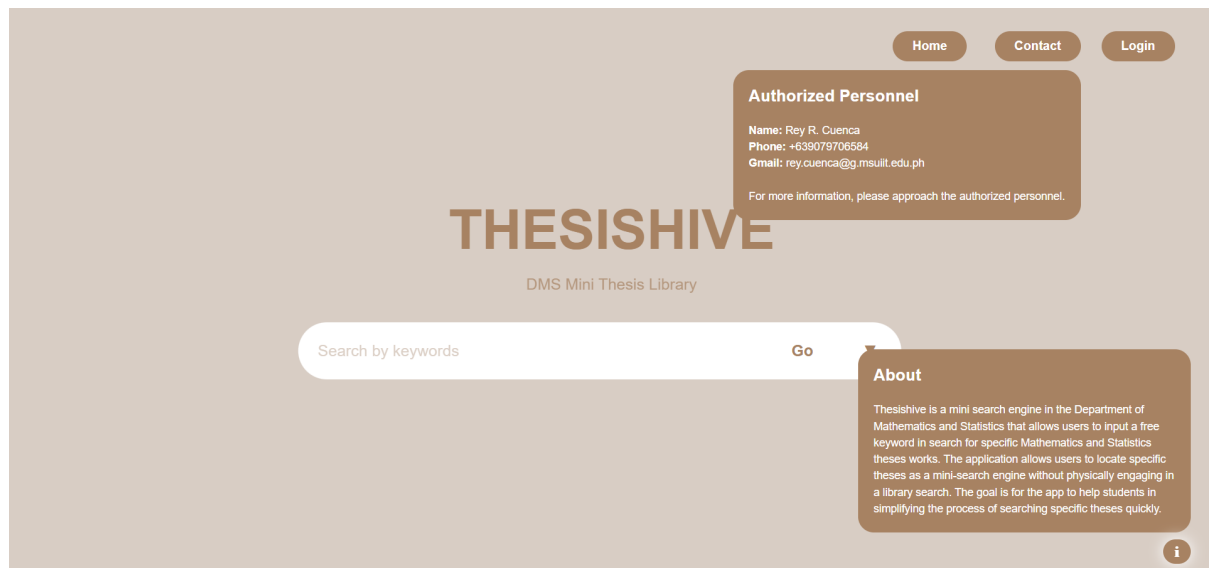 Home Contact Login
Authorized Personnel
Name: Rey R. Cuenca
Phone: +639079706584
Gmail: rey.cuenca@g.msuiit.edu.ph
For more information, please approach the authorized personnel.
THESISHIVE
DMS Mini Thesis Library
Search by keywords Go
About
Thesishive is a mini search engine in the Department of
Mathematics and Statistics that allows users to input a free
keyword in search for specific Mathematics and Statistics
theses works. The application allows users to locate specific
theses as a mini-search engine without physically engaging in
a library search. The goal is for the app to help students in
simplifying the process of searching specific theses quickly.
i